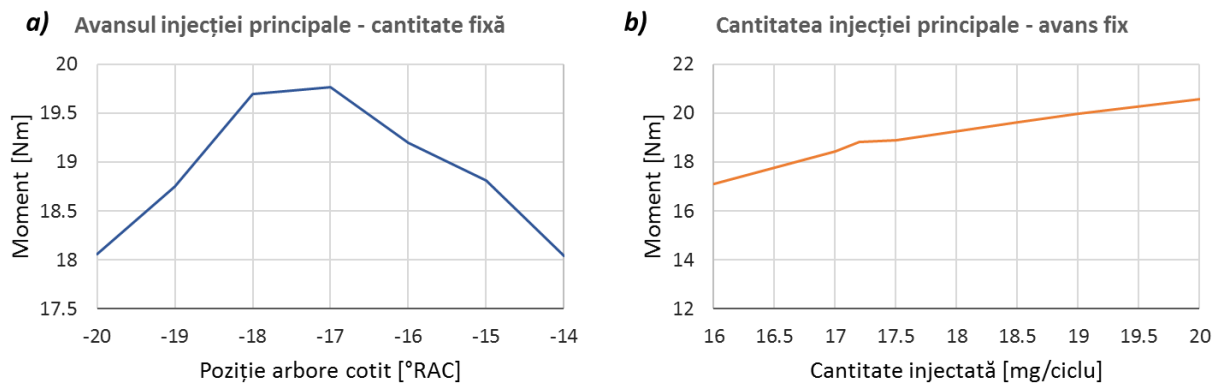 a) Avansul injecției principale - cantitate fixă
20
19.5
19
18.5
18
17.5
Moment [Nm]
-20 -19 -18 -17 -16 -15 -14
Poziție arbore cotit [°RAC]
b) Cantitatea injecției principale - avans fix
22
20
18
16
14
12
Moment [Nm]
16 16.5 17 17.5 18 18.5 19 19.5 20
Cantitate injectată [mg/ciclu]